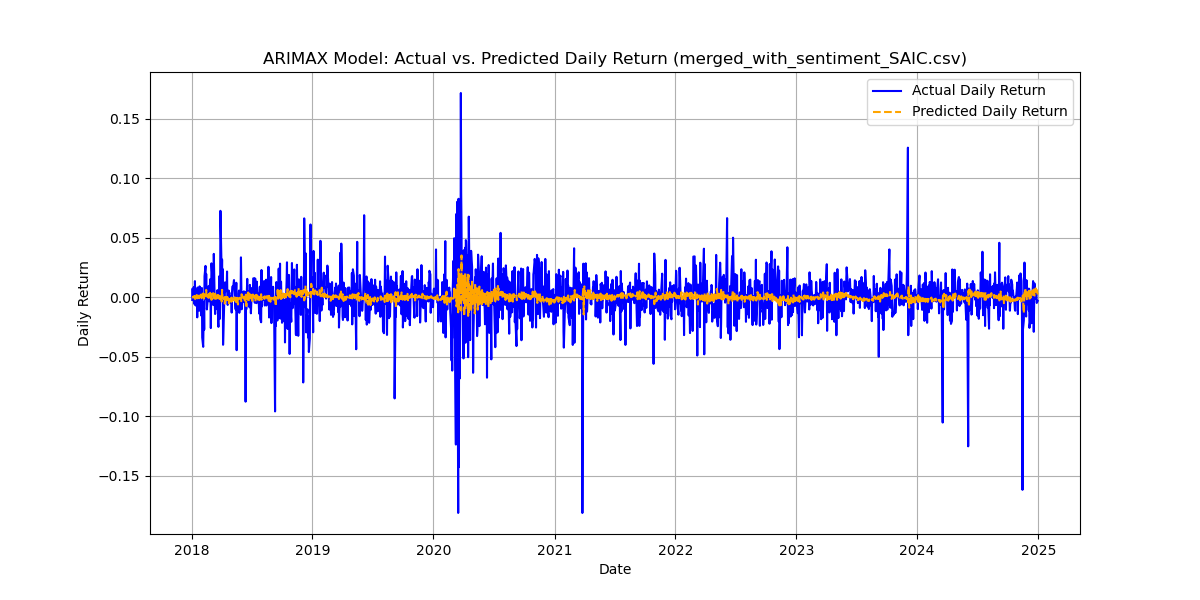 ARIMAX Model: Actual vs. Predicted Daily Return (merged_with_sentiment_SAIC.csv)
Actual Daily Return
Predicted Daily Return
0.15
0.10
0.05
0.00
−0.05
−0.10
−0.15
Daily Return
2018 2019 2020 2021 2022 2023 2024 2025
Date